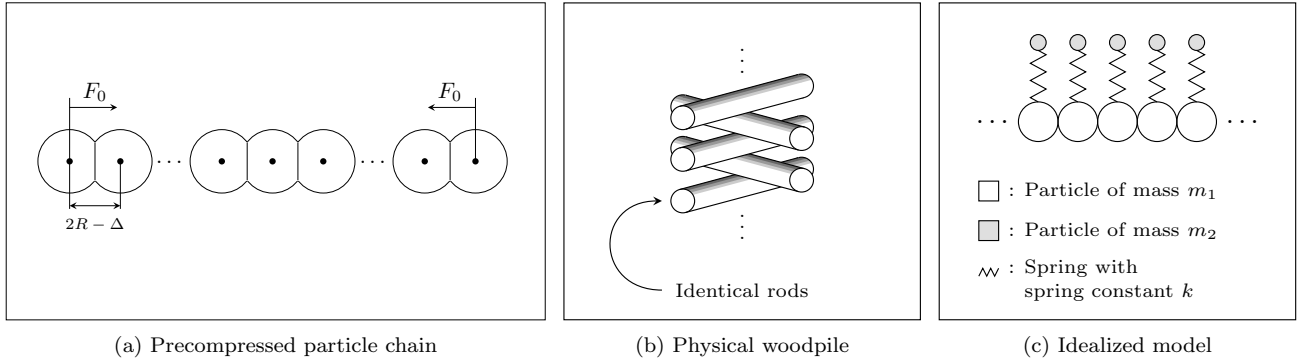 F₀
F₀
· · ·
· · ·
2R − Δ
(a) Precompressed particle chain
Identical rods
(b) Physical woodpile
· · ·
· · ·
: Particle of mass m₁
: Particle of mass m₂
: Spring with
spring constant k
(c) Idealized model